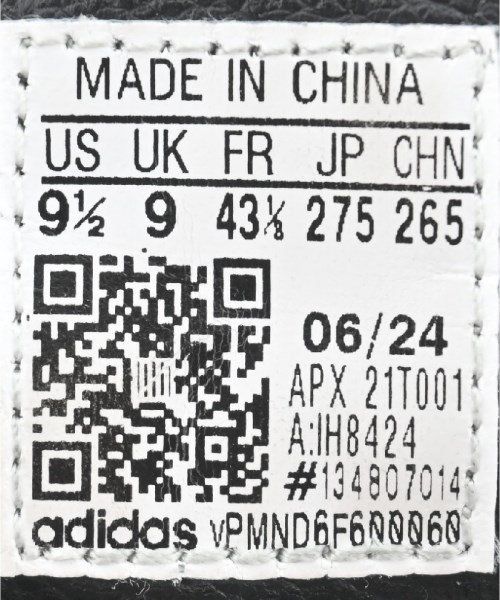 MADE IN CHINA
US UK FR JP CHN
9½ 9 43⅓ 275 265
06/24
APX 21T001
A:IH8424
#134807014
adidas vPMND6F600060